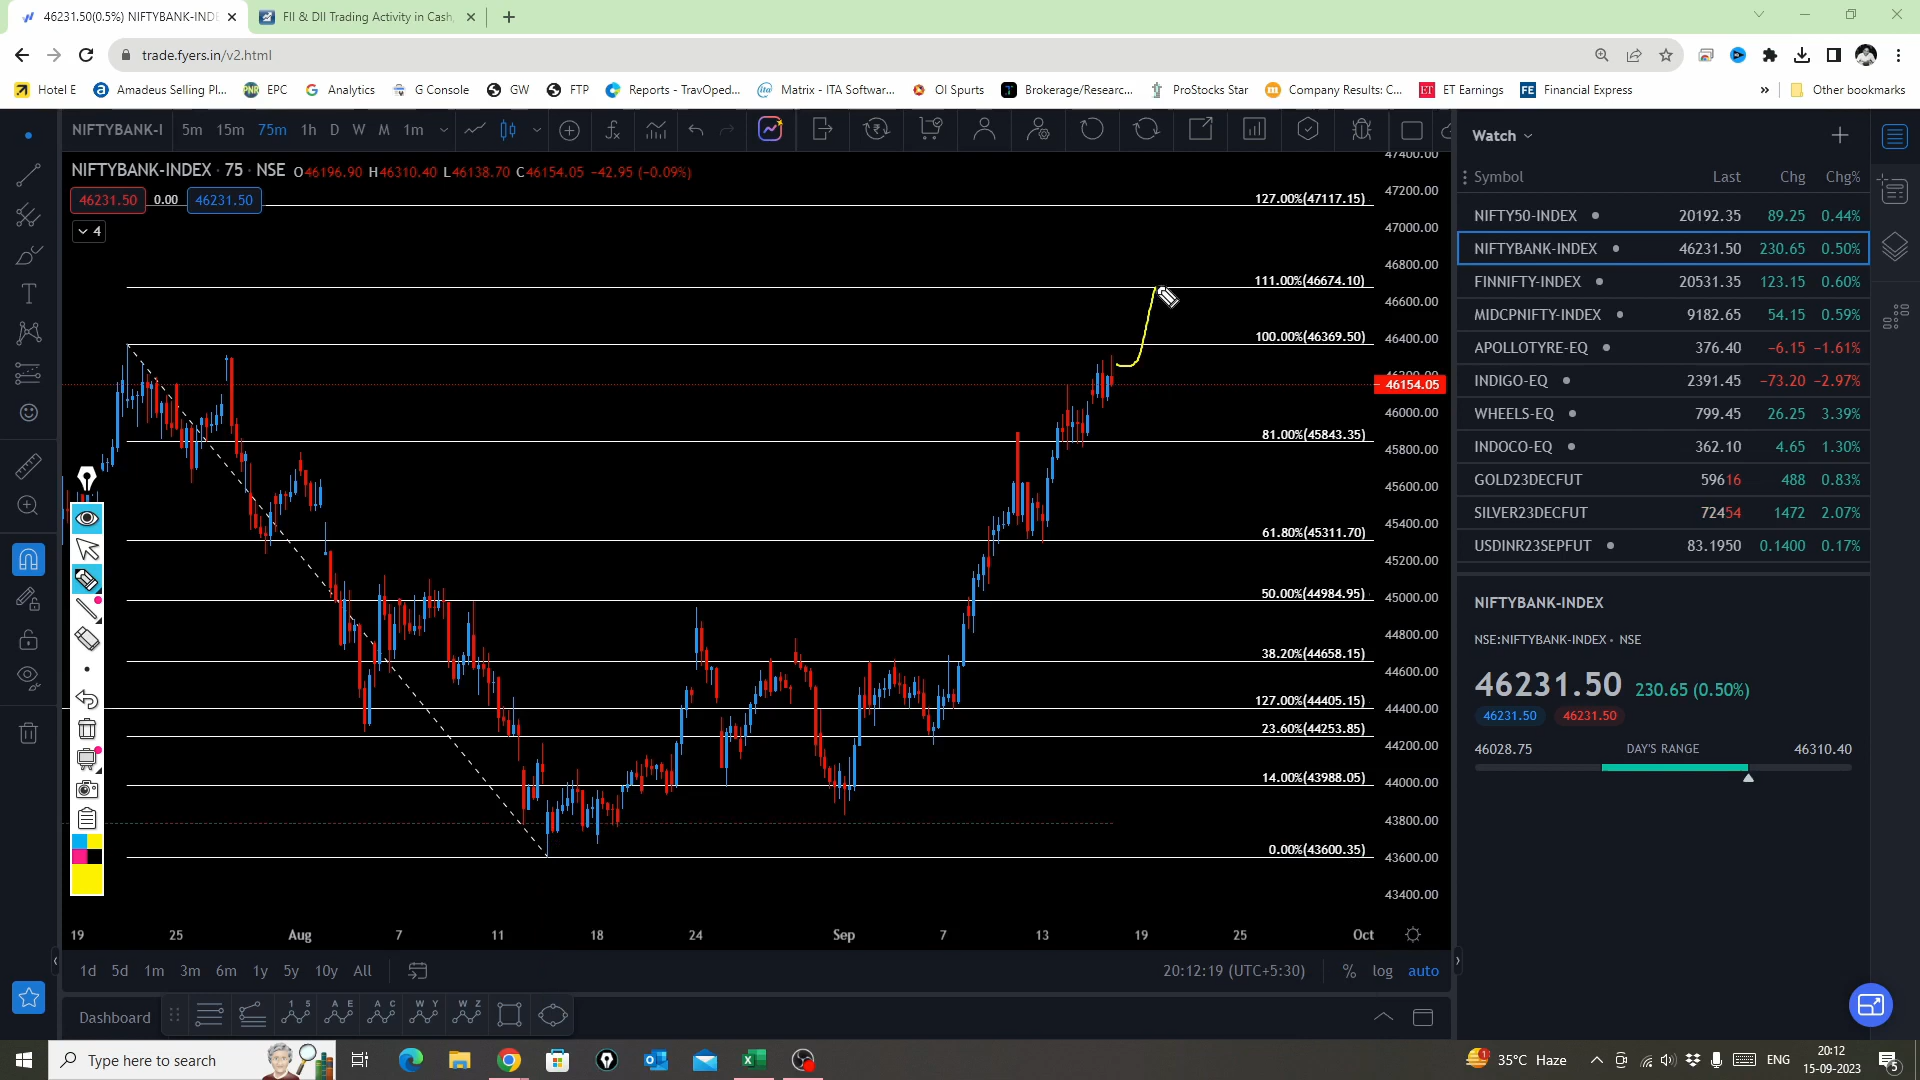 46231.50(0.5%) NIFTYBANK-INDE
FII & DII Trading Activity in Cash,
trade.fyers.in/v2.html
Hotel E
Amadeus Selling Pl...
EPC
Analytics
G Console
GW
FTP
Reports - TravOped...
Matrix - ITA Softwar...
OI Spurts
Brokerage/Researc...
ProStocks Star
Company Results: C...
ET Earnings
Financial Express
»
Other bookmarks
NIFTYBANK-I
5m 15m 75m 1h D W M 1m
Watch
NIFTYBANK-INDEX · 75 · NSE O46196.90 H46310.40 L46138.70 C46154.05 -42.95 (-0.09%)
46231.50 0.00 46231.50
4
127.00%(47117.15)
111.00%(46674.10)
100.00%(46369.50)
81.00%(45843.35)
61.80%(45311.70)
50.00%(44984.95)
38.20%(44658.15)
127.00%(44405.15)
23.60%(44253.85)
14.00%(43988.05)
0.00%(43600.35)
47400.00
47200.00
47000.00
46800.00
46600.00
46400.00
46154.05
46000.00
45800.00
45600.00
45400.00
45200.00
45000.00
44800.00
44600.00
44400.00
44200.00
44000.00
43800.00
43600.00
43400.00
19 25 Aug 7 11 18 24 Sep 7 13 19 25 Oct
1d 5d 1m 3m 6m 1y 5y 10y All
20:12:19 (UTC+5:30) % log auto
Dashboard
1 5
A E
A C
W Y
W Z
Symbol Last Chg Chg%
NIFTY50-INDEX 20192.35 89.25 0.44%
NIFTYBANK-INDEX 46231.50 230.65 0.50%
FINNIFTY-INDEX 20531.35 123.15 0.60%
MIDCPNIFTY-INDEX 9182.65 54.15 0.59%
APOLLOTYRE-EQ 376.40 -6.15 -1.61%
INDIGO-EQ 2391.45 -73.20 -2.97%
WHEELS-EQ 799.45 26.25 3.39%
INDOCO-EQ 362.10 4.65 1.30%
GOLD23DECFUT 59616 488 0.83%
SILVER23DECFUT 72454 1472 2.07%
USDINR23SEPFUT 83.1950 0.1400 0.17%
NIFTYBANK-INDEX
NSE:NIFTYBANK-INDEX • NSE
46231.50 230.65 (0.50%)
46231.50 46231.50
46028.75 DAY'S RANGE 46310.40
Type here to search
35°C Haze
ENG
20:12
15-09-2023
5